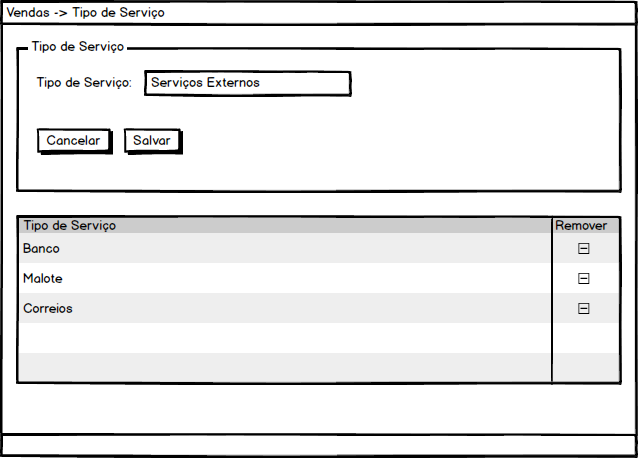 Vendas -> Tipo de Serviço
Tipo de Serviço
Tipo de Serviço: Serviços Externos
Cancelar Salvar
Tipo de Serviço Remover
Banco
Malote
Correios